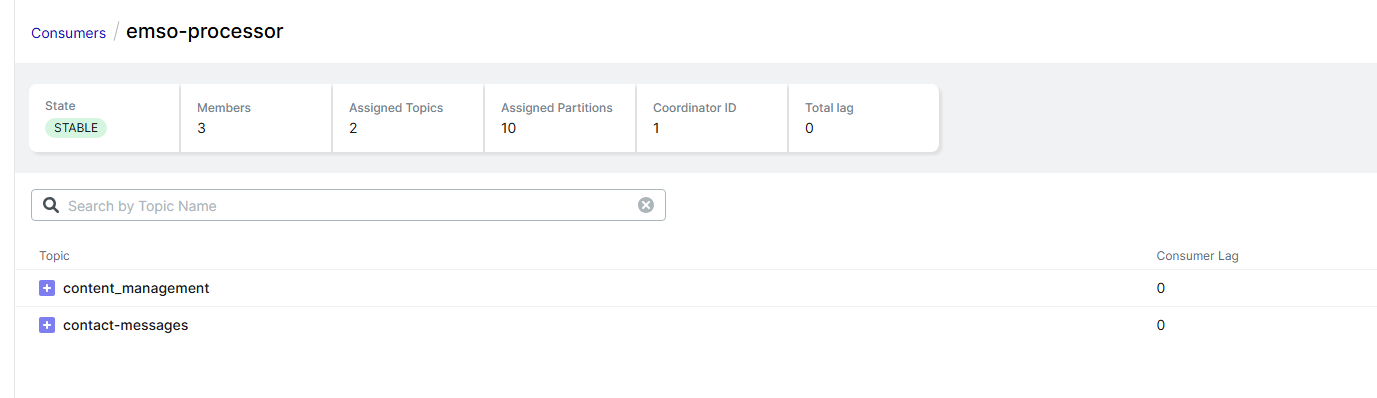 Consumers / emso-processor
State Members Assigned Topics Assigned Partitions Coordinator ID Total lag
STABLE 3 2 10 1 0
Search by Topic Name
Topic Consumer Lag
content_management 0
contact-messages 0